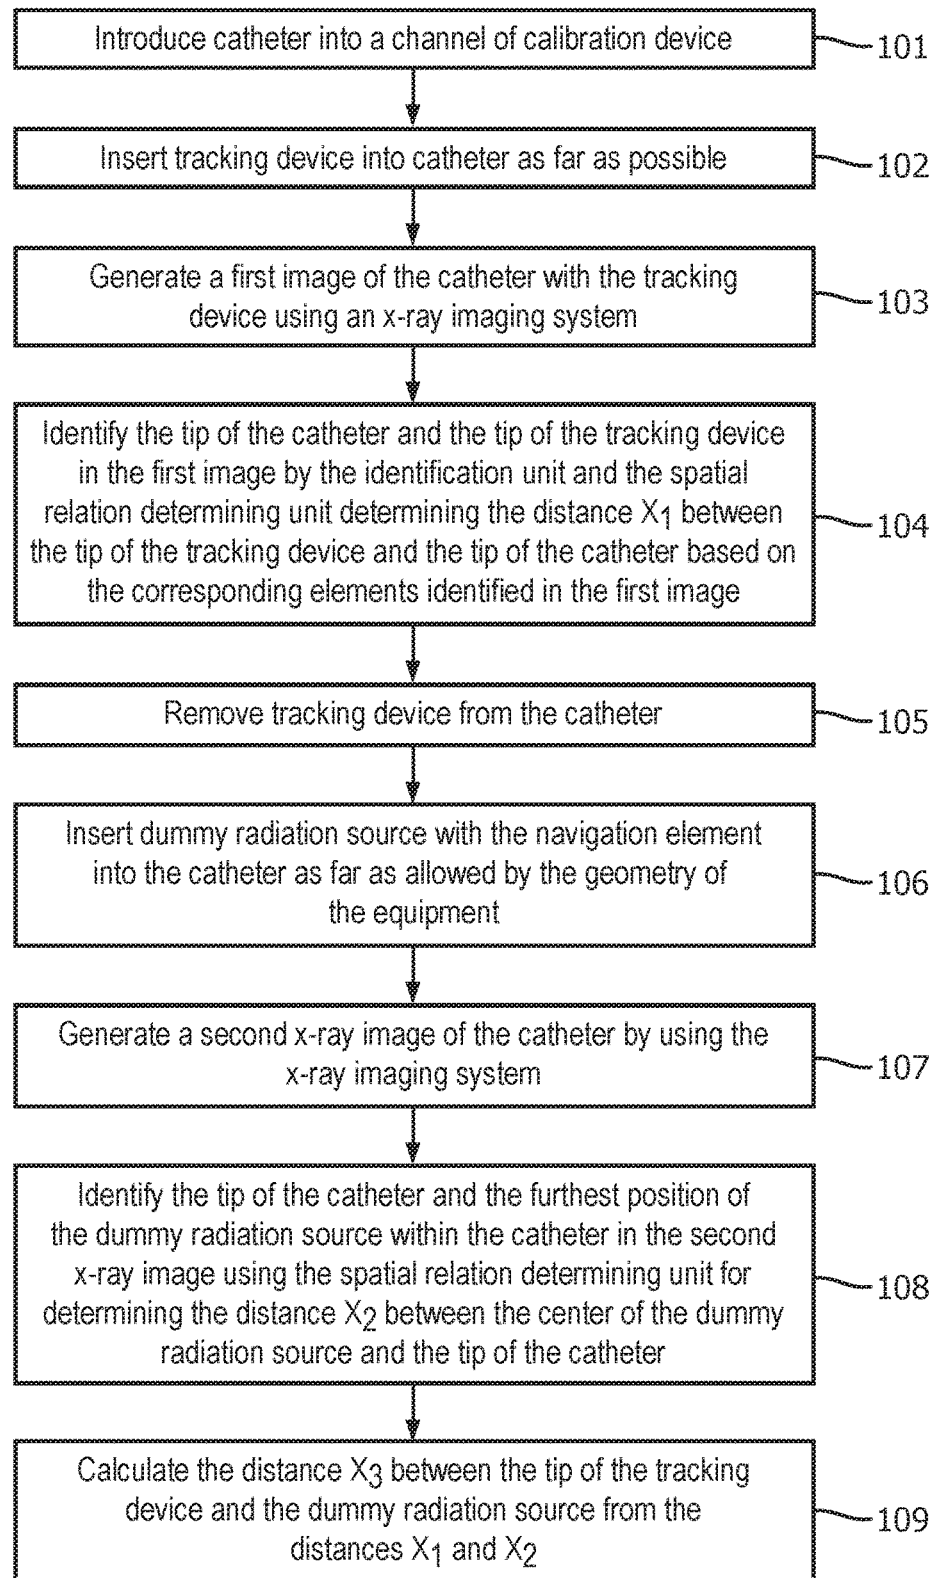 Introduce catheter into a channel of calibration device
101
Insert tracking device into catheter as far as possible
102
Generate a first image of the catheter with the tracking
device using an x-ray imaging system
103
Identify the tip of the catheter and the tip of the tracking device
in the first image by the identification unit and the spatial
relation determining unit determining the distance X1 between
the tip of the tracking device and the tip of the catheter based on
the corresponding elements identified in the first image
104
Remove tracking device from the catheter
105
Insert dummy radiation source with the navigation element
into the catheter as far as allowed by the geometry of
the equipment
106
Generate a second x-ray image of the catheter by using the
x-ray imaging system
107
Identify the tip of the catheter and the furthest position of
the dummy radiation source within the catheter in the second
x-ray image using the spatial relation determining unit for
determining the distance X2 between the center of the dummy
radiation source and the tip of the catheter
108
Calculate the distance X3 between the tip of the tracking
device and the dummy radiation source from the
distances X1 and X2
109